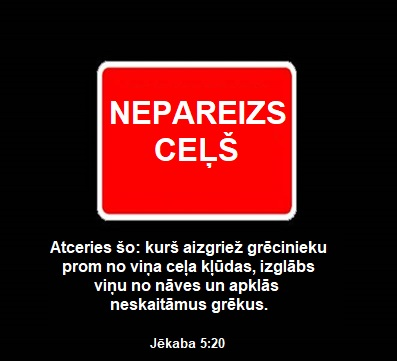 NEPAREIZS
CEĻŠ
Atceries šo: kurš aizgriež grēcinieku
prom no viņa ceļa kļūdas, izglābs
viņu no nāves un apklās
neskaitāmus grēkus.
Jēkaba 5:20